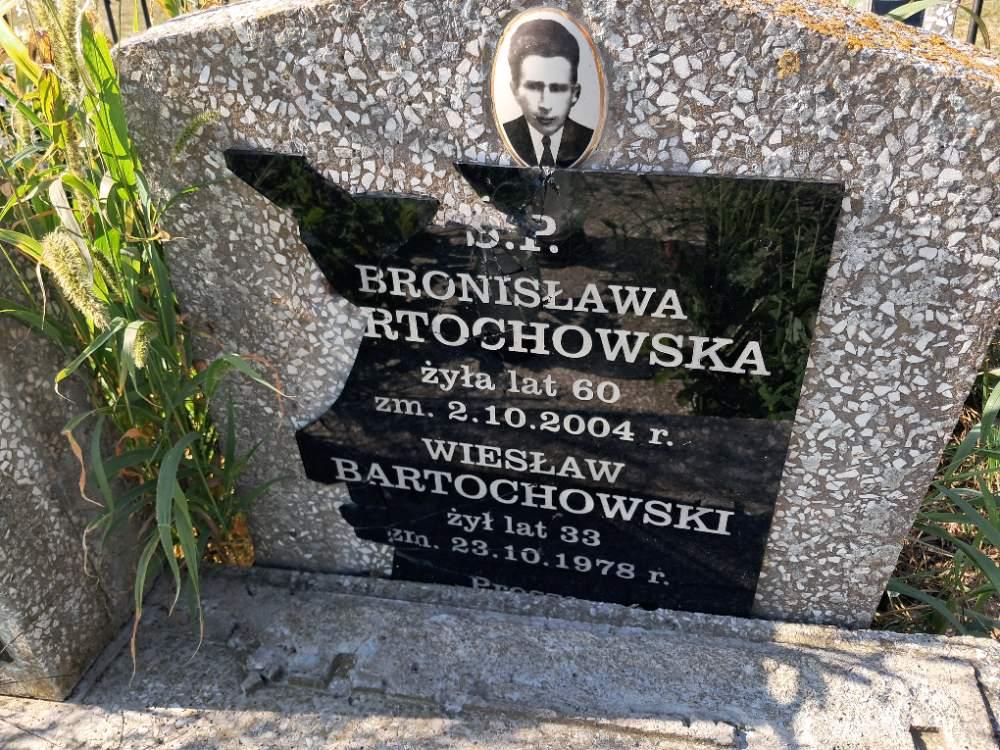 Ś.P.
BRONISŁAWA
RTOCHOWSKA
żyła lat 60
zm. 2.10.2004 r.
WIESŁAW
BARTOCHOWSKI
żył lat 33
zm. 23.10.1978 r.